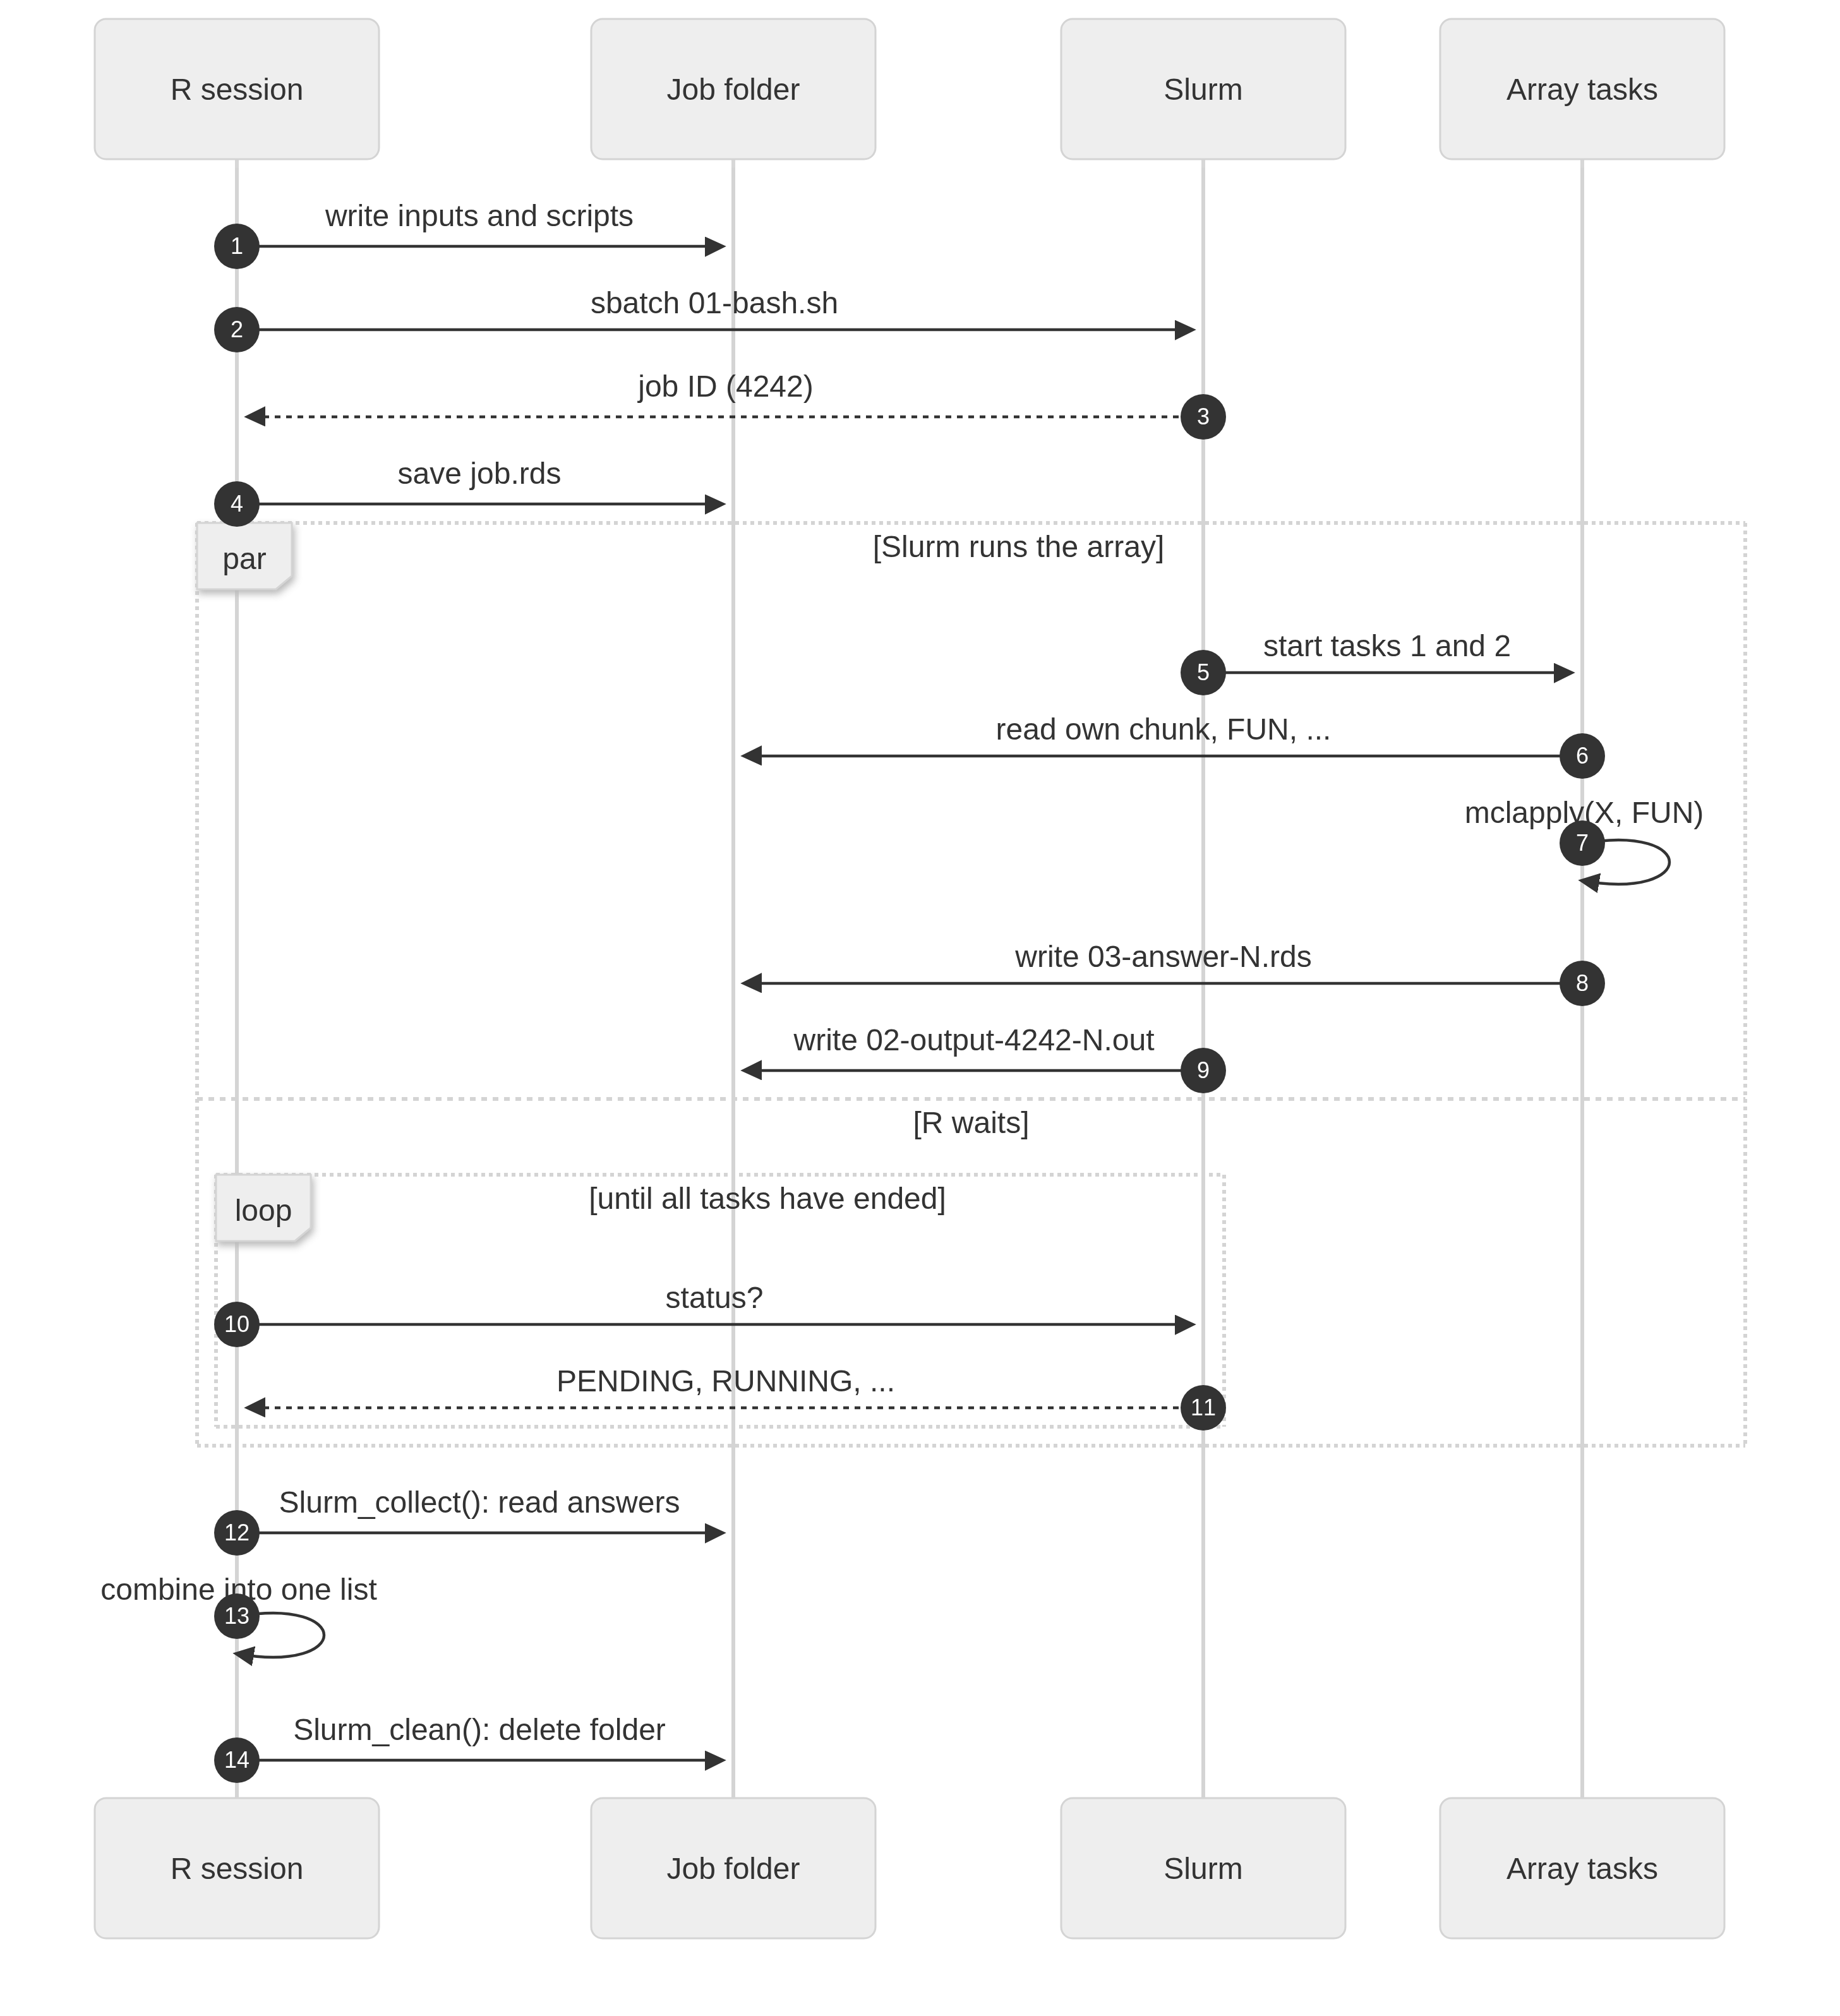 R session
Job folder
Slurm
Array tasks
write inputs and scripts
1
sbatch 01-bash.sh
2
job ID (4242)
3
save job.rds
4
par
[Slurm runs the array]
start tasks 1 and 2
5
read own chunk, FUN, ...
6
mclapply(X, FUN)
7
write 03-answer-N.rds
8
write 02-output-4242-N.out
9
[R waits]
loop
[until all tasks have ended]
status?
10
PENDING, RUNNING, ...
11
Slurm_collect(): read answers
12
combine into one list
13
Slurm_clean(): delete folder
14
R session
Job folder
Slurm
Array tasks